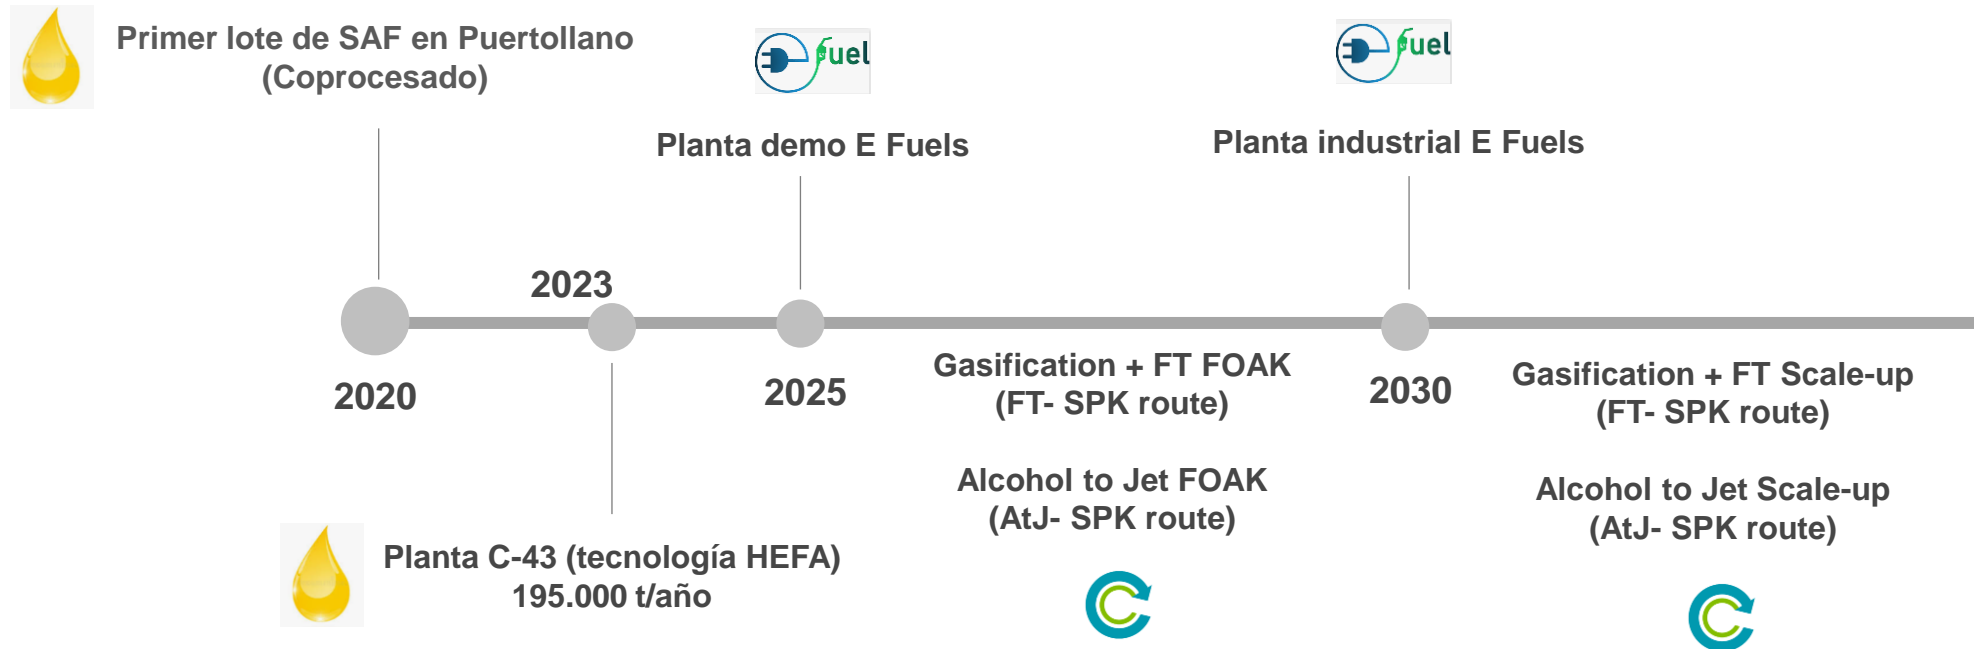 Primer lote de SAF en Puertollano
(Coprocesado)
Fuel
Planta demo E Fuels
fuel
Planta industrial E Fuels
2023
2020
2025
2030
Gasification + FT FOAK
(FT- SPK route)
Alcohol to Jet FOAK
(AtJ- SPK route)
Gasification + FT Scale-up
(FT- SPK route)
Alcohol to Jet Scale-up
(AtJ- SPK route)
Planta C-43 (tecnología HEFA)
195.000 t/año